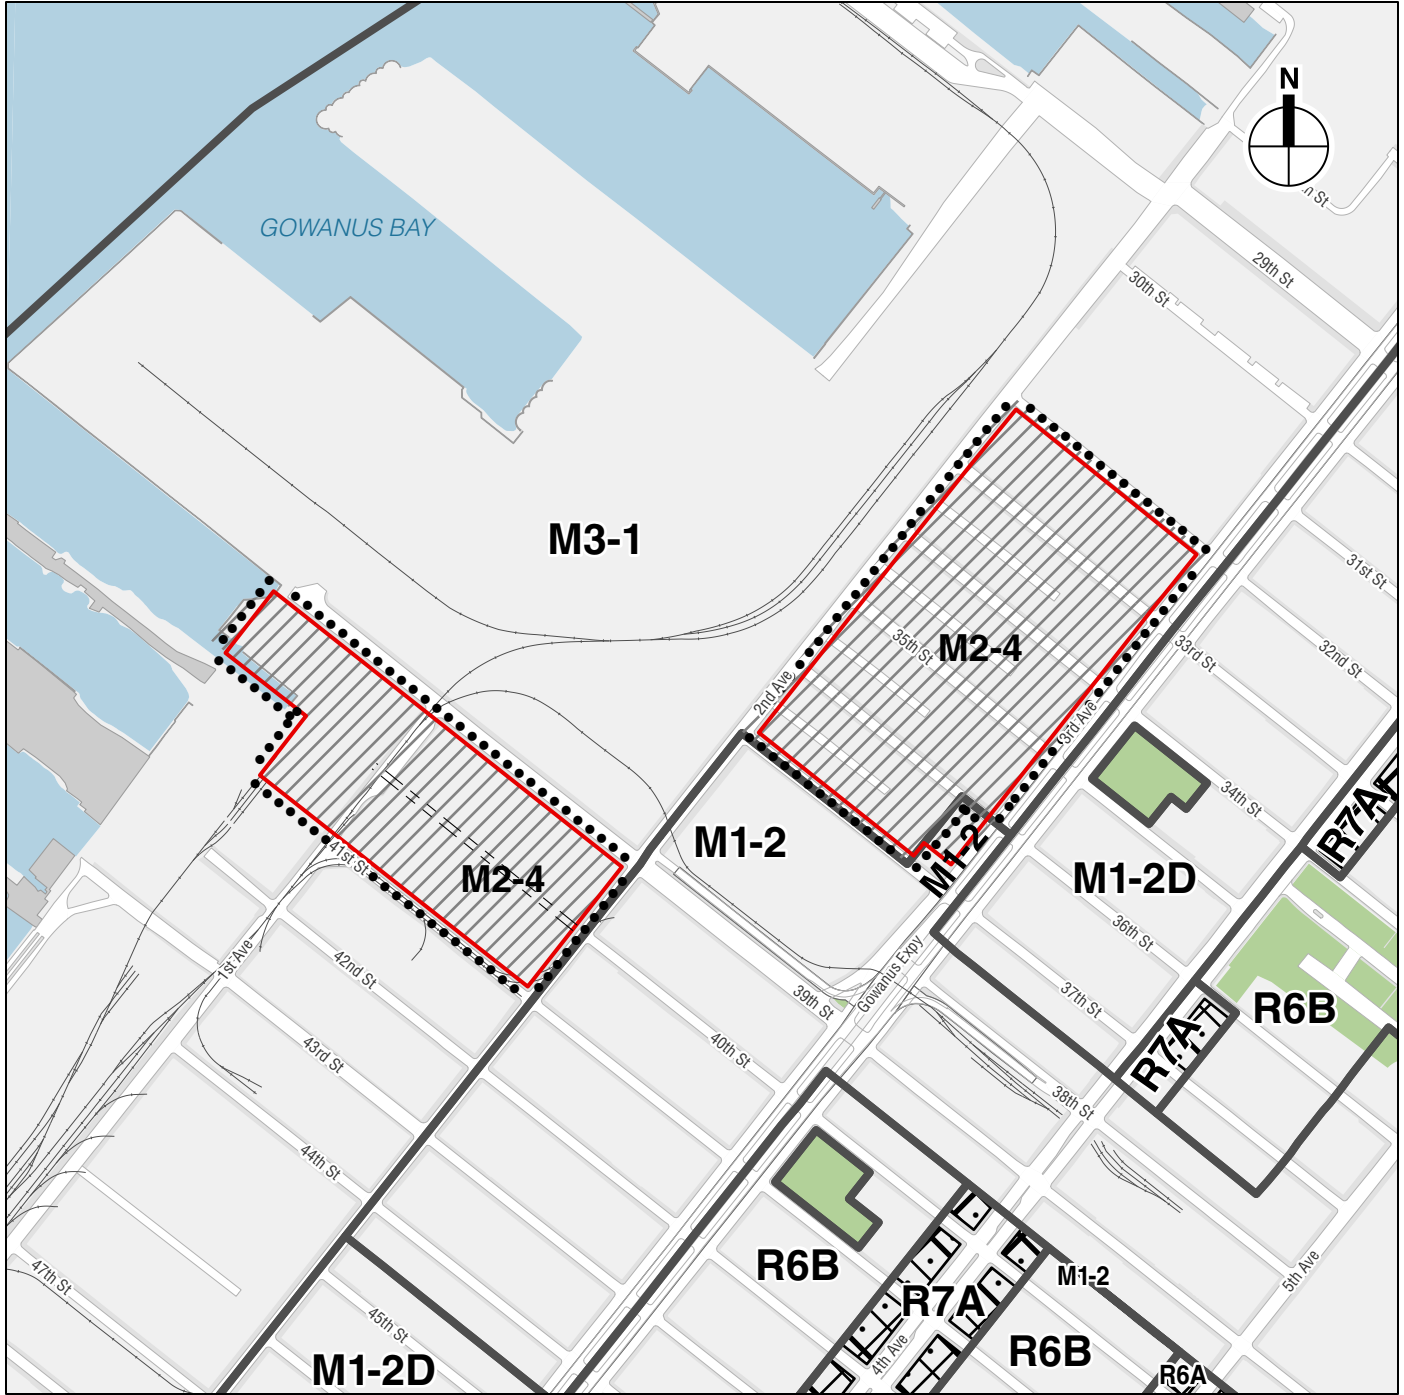 N
GOWANUS BAY
29th St
30th St
M3-1
31st St
35th St
M2-4
33rd St
32nd St
2nd Ave
3rd Ave
34th St
R7A
M1-2
M1-2
41st St
M2-4
M1-2D
36th St
1st Ave
42nd St
Gowanus Expy
39th St
37th St
R6B
R7A
43rd St
40th St
38th St
44th St
R6B
M1-2
5th Ave
47th St
R7A
45th St
4th Ave
R6B
M1-2D
R6A